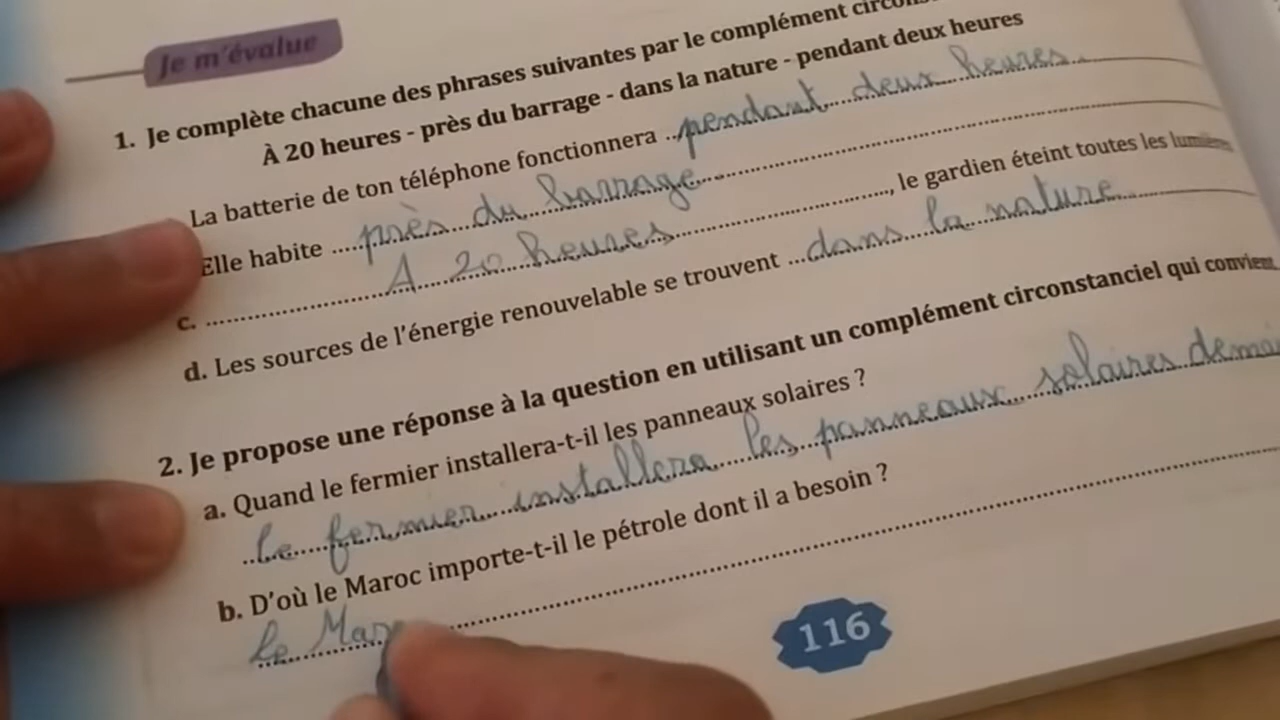 Je m'évalue
1. Je complète chacune des phrases suivantes par le complément
À 20 heures - près du barrage - dans la nature - pendant deux heures
La batterie de ton téléphone fonctionnera ..pendant deux heures..
Elle habite ....près du barrage.....
c. ............A 20 heures............, le gardien éteint toutes les lumières
d. Les sources de l'énergie renouvelable se trouvent ...dans la nature.....
2. Je propose une réponse à la question en utilisant un complément circonstanciel qui convient.
a. Quand le fermier installera-t-il les panneaux solaires ?
Le fermier installera les panneaux solaires
b. D'où le Maroc importe-t-il le pétrole dont il a besoin ?
Le
116